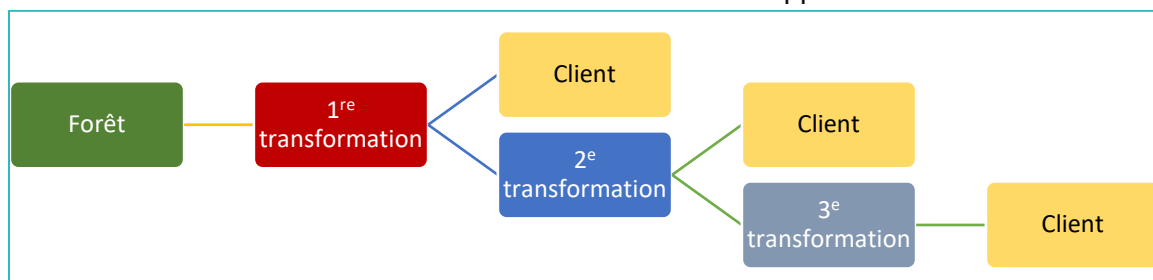 Forêt
1re
transformation
Client
2e
transformation
Client
3e
transformation
Client